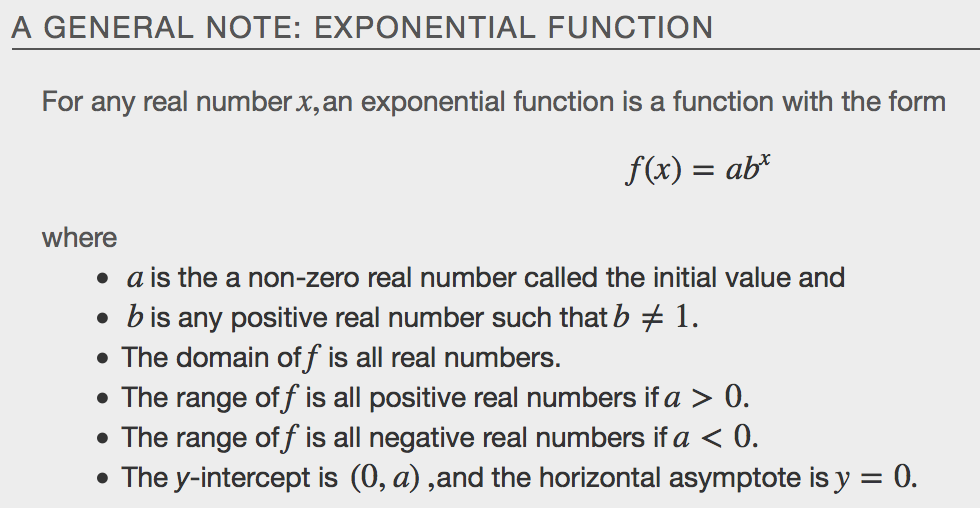 A GENERAL NOTE: EXPONENTIAL FUNCTION
For any real number x, an exponential function is a function with the form
f(x) = abˣ
where
• a is the a non-zero real number called the initial value and
• b is any positive real number such that b ≠ 1.
• The domain of f is all real numbers.
• The range of f is all positive real numbers if a > 0.
• The range of f is all negative real numbers if a < 0.
• The y-intercept is (0, a) ,and the horizontal asymptote is y = 0.